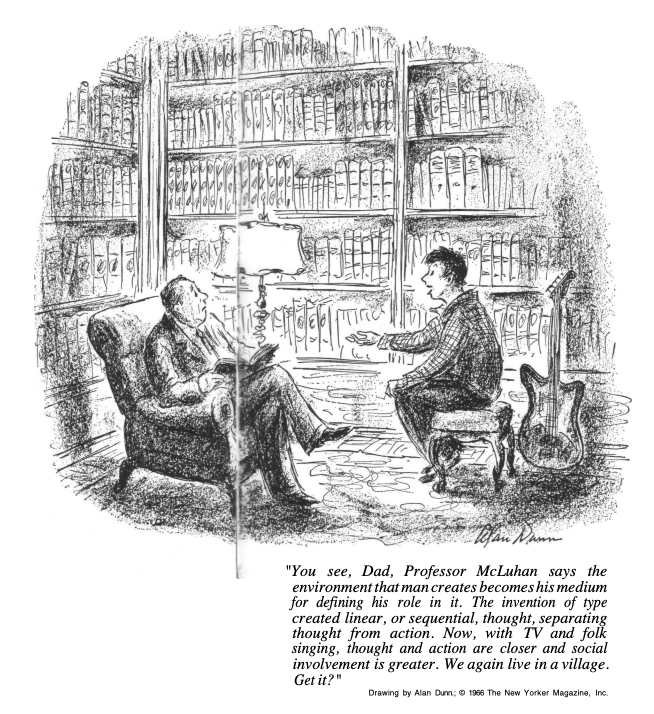 Alan Dunn
"You see, Dad, Professor McLuhan says the
environment that man creates becomes his medium
for defining his role in it. The invention of type
created linear, or sequential, thought, separating
thought from action. Now, with TV and folk
singing, thought and action are closer and social
involvement is greater. We again live in a village.
Get it?"
Drawing by Alan Dunn.; © 1966 The New Yorker Magazine, Inc.